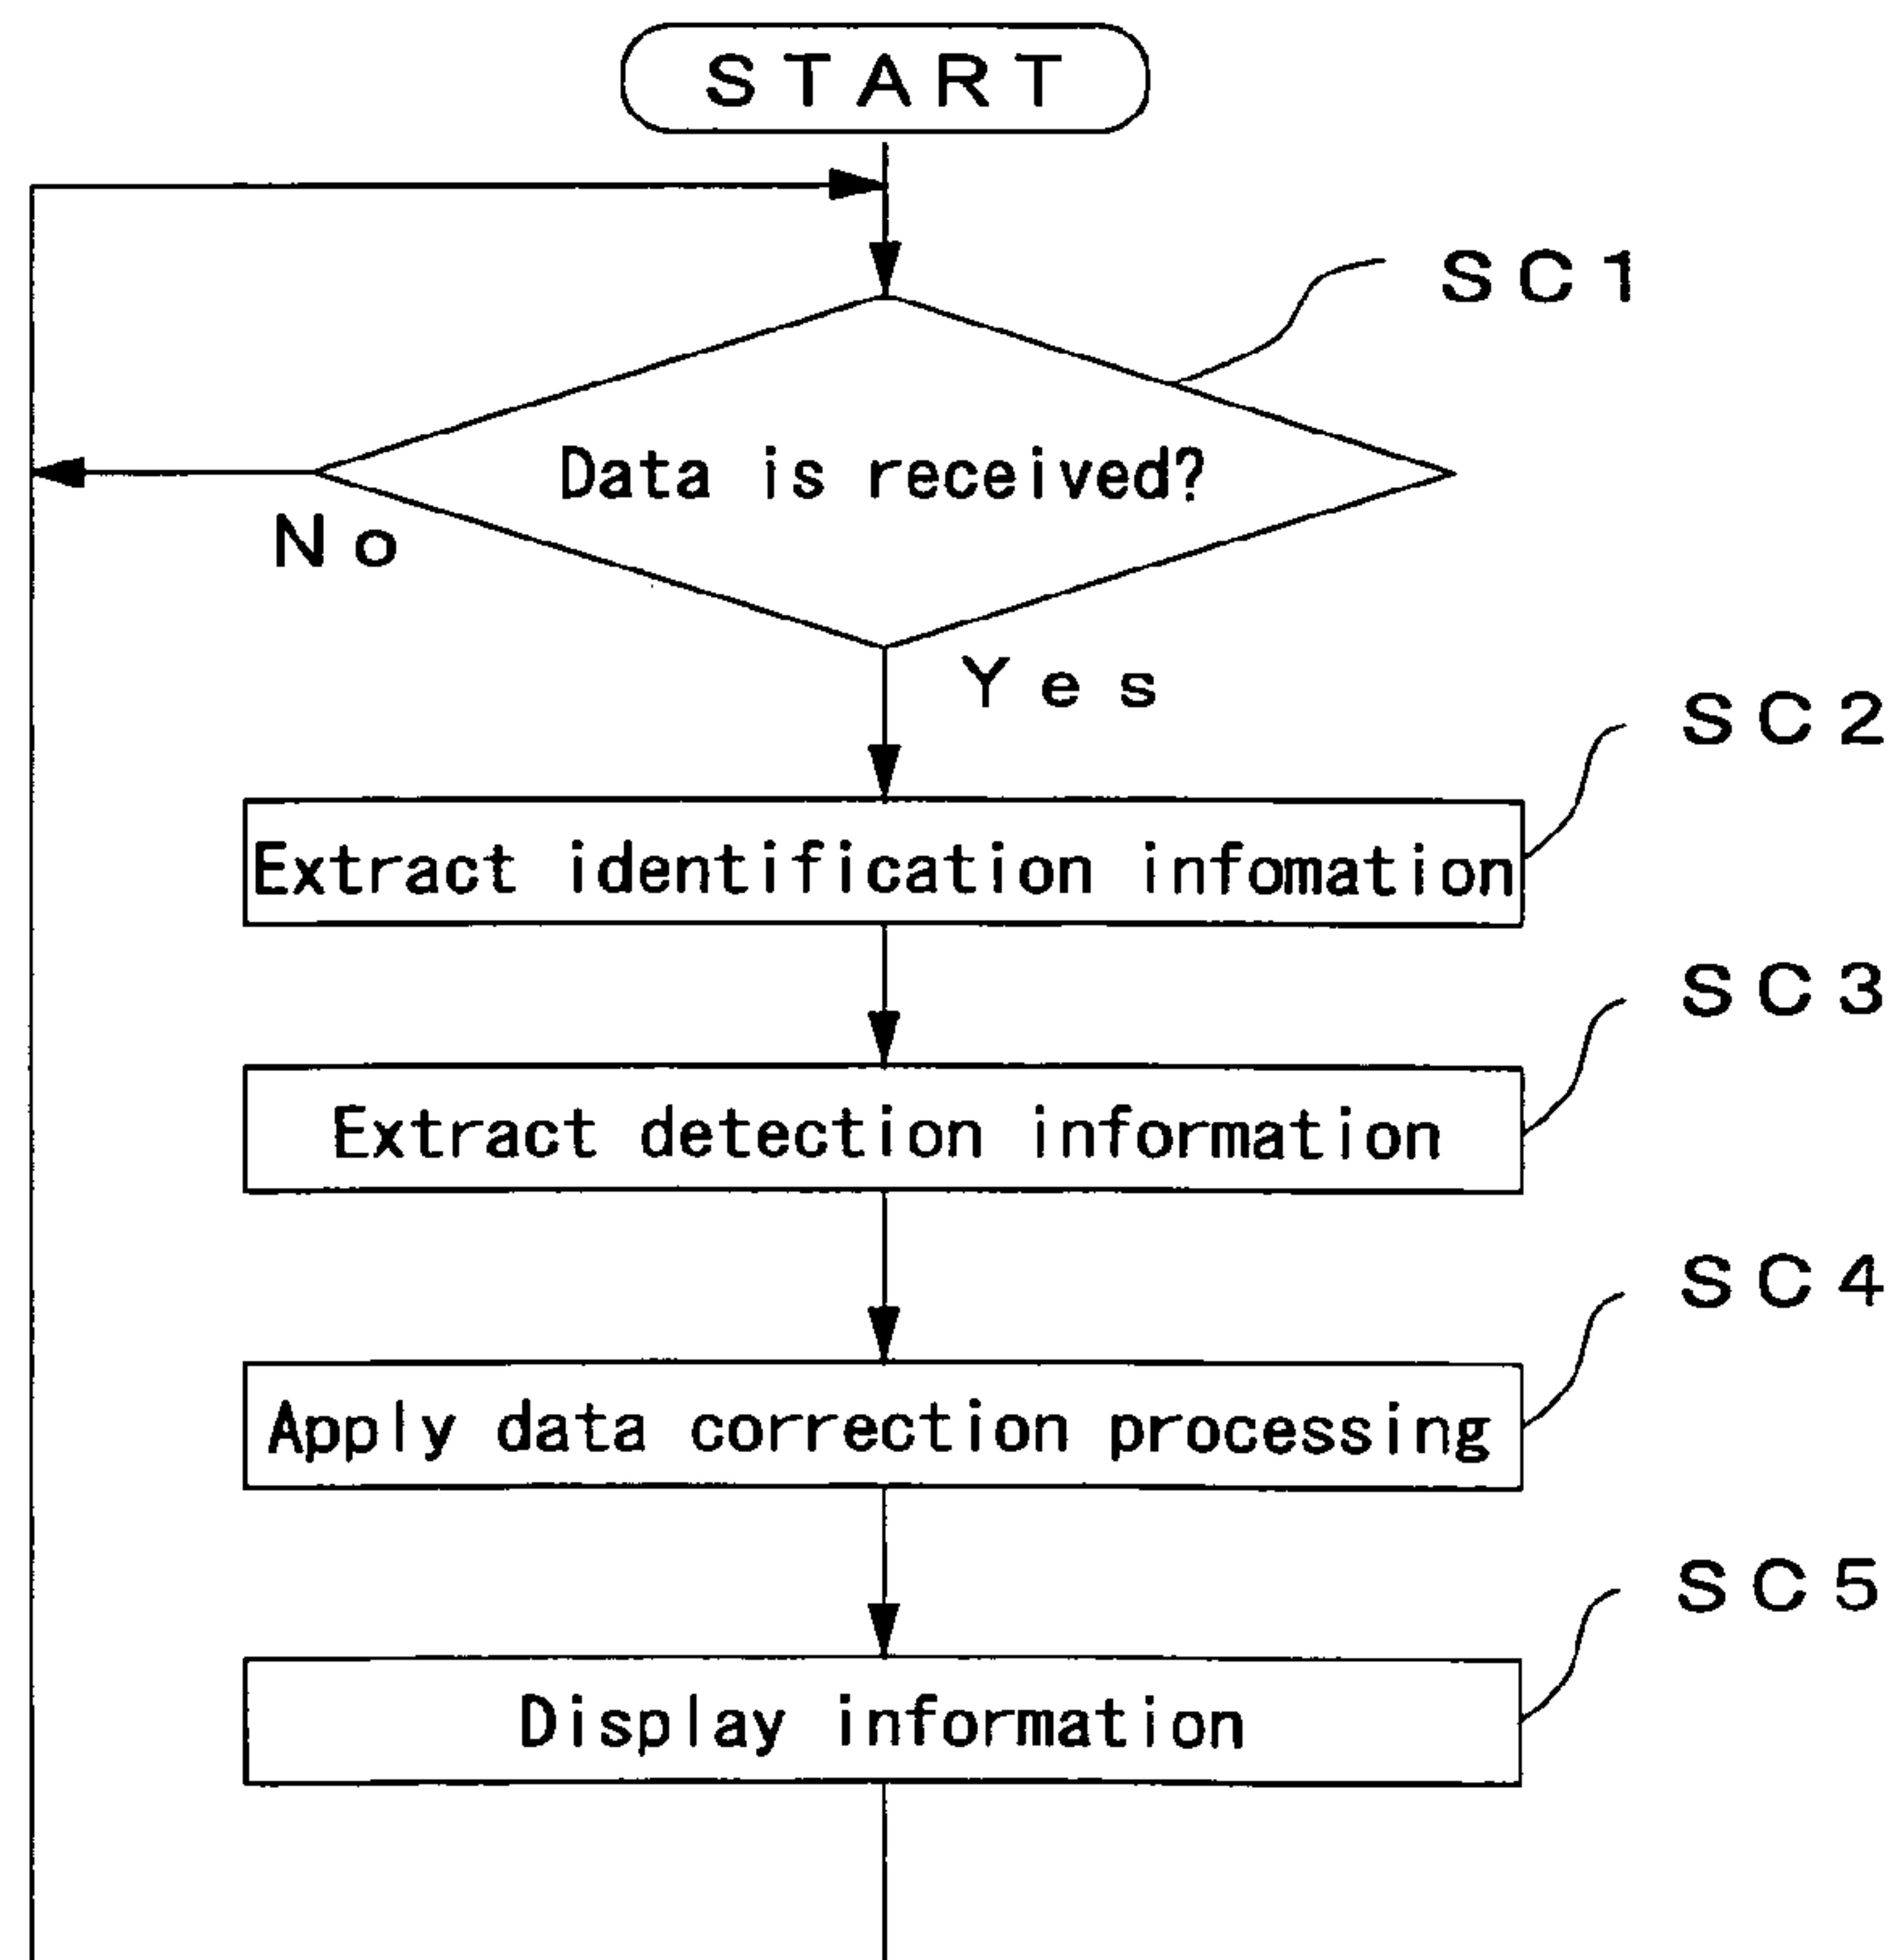 START
SC1
Data is received?
No
Yes
SC2
Extract identification infomation
SC3
Extract detection information
SC4
Apply data correction processing
SC5
Display information